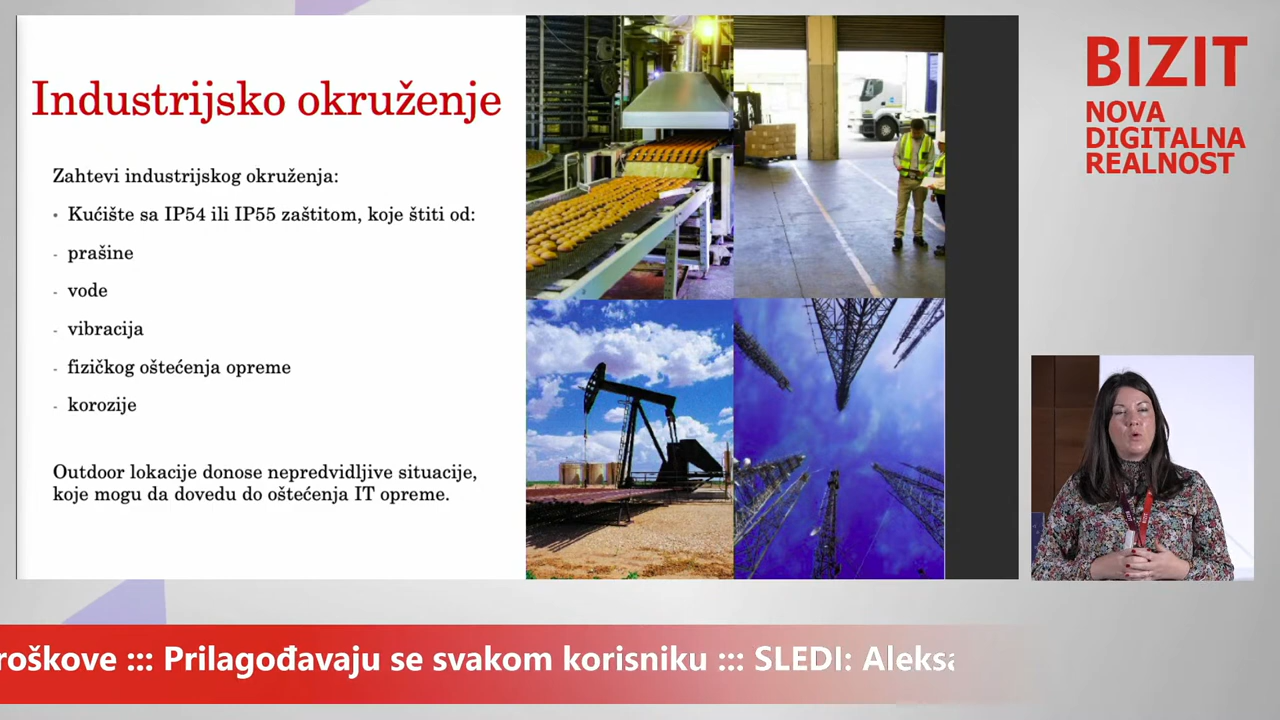 Industrijsko okruženje
Zahtevi industrijskog okruženja:
• Kućište sa IP54 ili IP55 zaštitom, koje štiti od:
- prašine
- vode
- vibracija
- fizičkog oštećenja opreme
- korozije
Outdoor lokacije donose nepredvidljive situacije,
koje mogu da dovedu do oštećenja IT opreme.
BIZIT
NOVA
DIGITALNA
REALNOST
roškove ::: Prilagođavaju se svakom korisniku ::: SLEDI: Aleksa